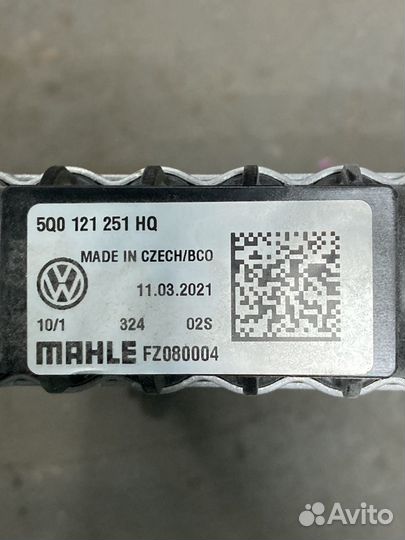 5Q0 121 251 HQ
MADE IN CZECH/BCO
11.03.2021
10/1 324 02S
MAHLE FZ080004
Avito